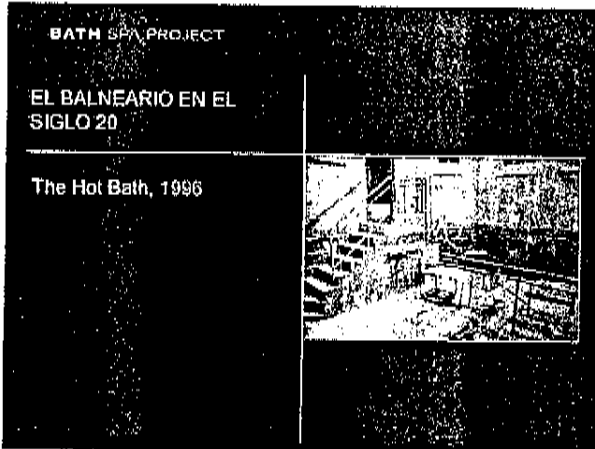 BATH SPA PROJECT
EL BALNEARIO EN EL
SIGLO 20
The Hot Bath, 1996